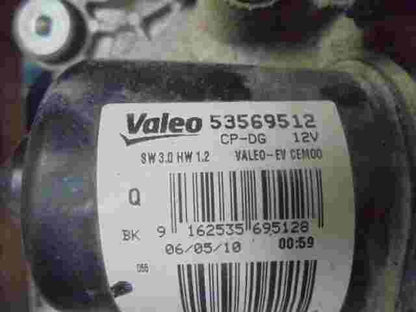 Valeo 53569512
CP-DG 12V
SW 3.0 HW 1.2 VALEO-EV CEM00
Q
BK 9 162535 695128
06/05/10 00:59